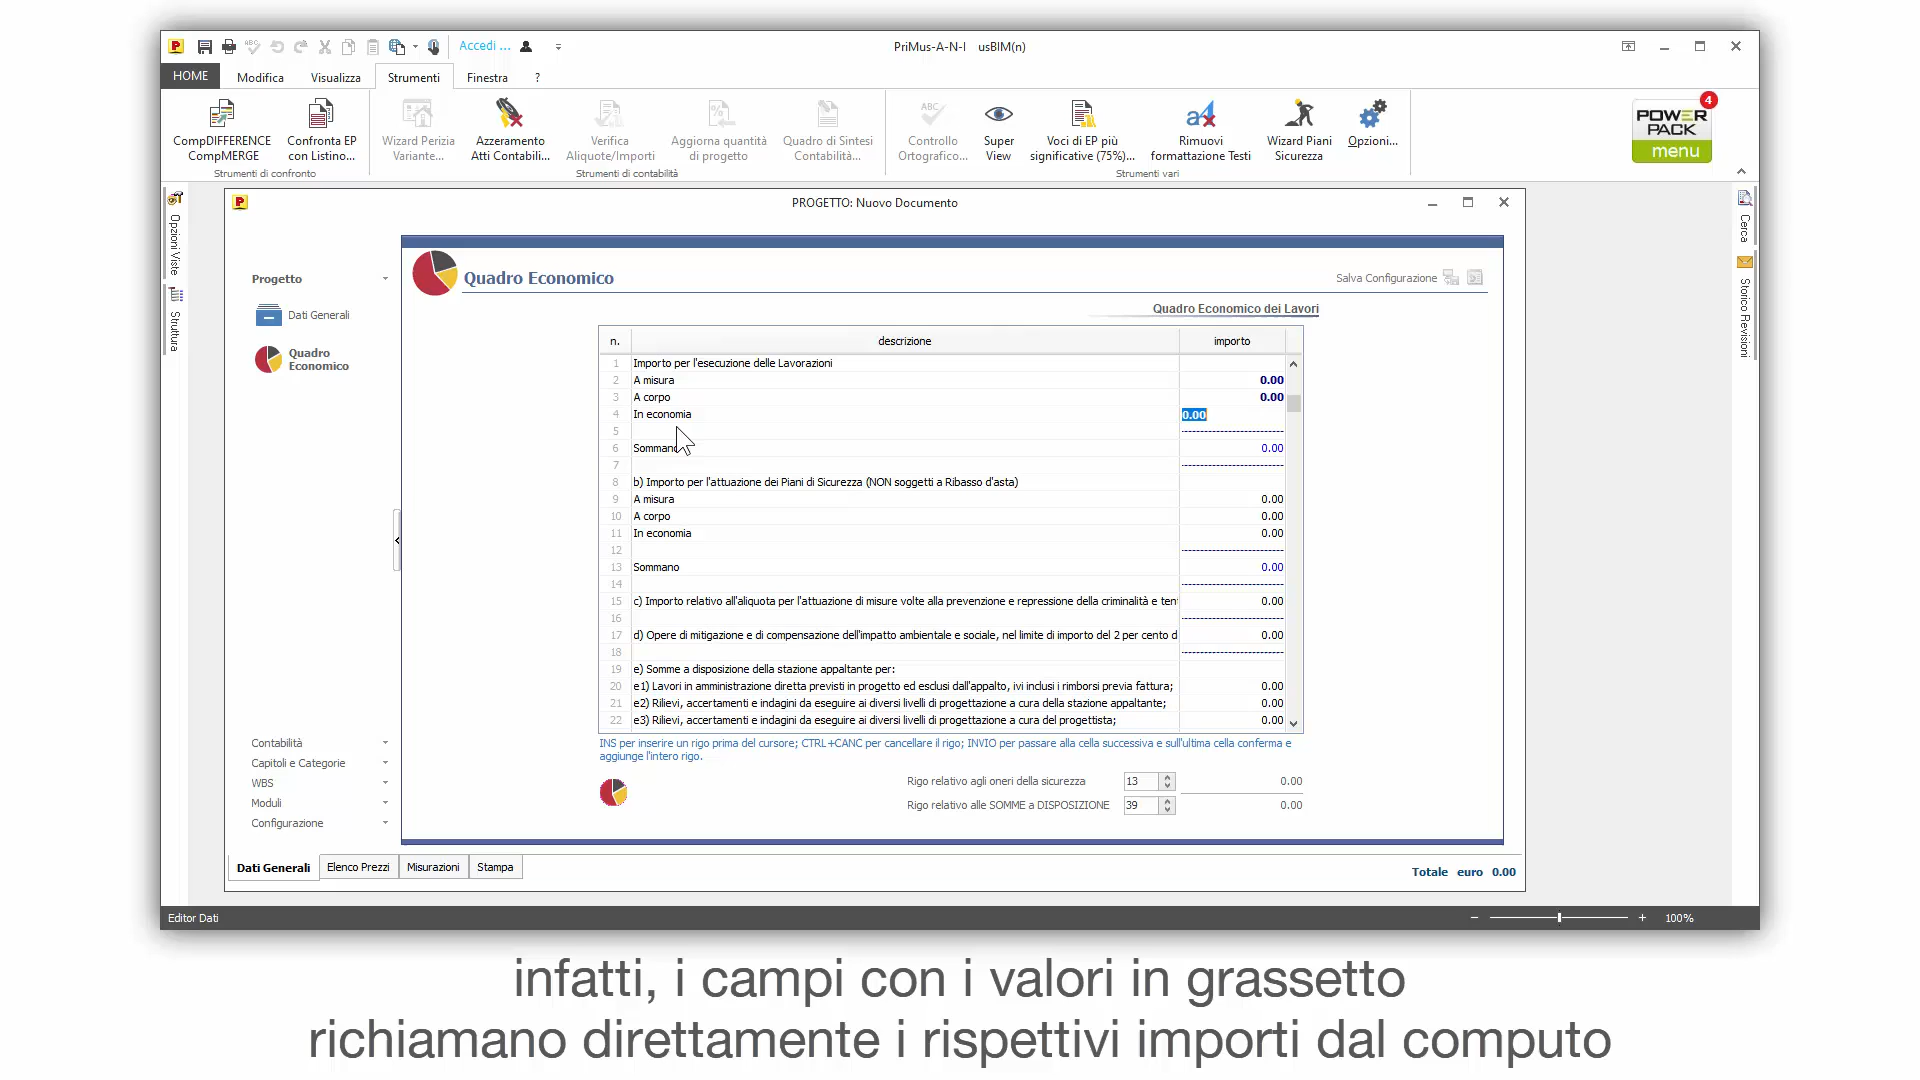 Accedi ...
PriMus-A-N-I usBIM(n)
HOME
Modifica
Visualizza
Strumenti
Finestra
?
CompDIFFERENCE
CompMERGE
Confronta EP
con Listino...
Strumenti di confronto
Wizard Perizia
Variante...
Azzeramento
Atti Contabili...
Verifica
Aliquote/Importi
Aggiorna quantità
di progetto
Quadro di Sintesi
Contabilità...
Strumenti di contabilità
ABC
Controllo
Ortografico...
Super
View
Voci di EP più
significative (75%)...
Rimuovi
formattazione Testi
Wizard Piani
Sicurezza
Opzioni...
Strumenti vari
4
POWER
PACK
menu
Opzioni Viste
Struttura
Cerca
Storico Revisioni
PROGETTO: Nuovo Documento
Progetto
Dati Generali
Quadro
Economico
Contabilità
Capitoli e Categorie
WBS
Moduli
Configurazione
Quadro Economico
Salva Configurazione
Quadro Economico dei Lavori
n. descrizione importo
1 Importo per l'esecuzione delle Lavorazioni
2 A misura 0.00
3 A corpo 0.00
4 In economia 0.00
5
6 Sommano 0.00
7
8 b) Importo per l'attuazione dei Piani di Sicurezza (NON soggetti a Ribasso d'asta)
9 A misura 0.00
10 A corpo 0.00
11 In economia 0.00
12
13 Sommano 0.00
14
15 c) Importo relativo all'aliquota per l'attuazione di misure volte alla prevenzione e repressione della criminalità e ten 0.00
16
17 d) Opere di mitigazione e di compensazione dell'impatto ambientale e sociale, nel limite di importo del 2 per cento d 0.00
18
19 e) Somme a disposizione della stazione appaltante per:
20 e1) Lavori in amministrazione diretta previsti in progetto ed esclusi dall'appalto, ivi inclusi i rimborsi previa fattura; 0.00
21 e2) Rilievi, accertamenti e indagini da eseguire ai diversi livelli di progettazione a cura della stazione appaltante; 0.00
22 e3) Rilievi, accertamenti e indagini da eseguire ai diversi livelli di progettazione a cura del progettista; 0.00
INS per inserire un rigo prima del cursore; CTRL+CANC per cancellare il rigo; INVIO per passare alla cella successiva e sull'ultima cella conferma e
aggiunge l'intero rigo.
Rigo relativo agli oneri della sicurezza 13 0.00
Rigo relativo alle SOMME a DISPOSIZIONE 39 0.00
Dati Generali
Elenco Prezzi
Misurazioni
Stampa
Totale euro 0.00
Editor Dati
100%
infatti, i campi con i valori in grassetto
richiamano direttamente i rispettivi importi dal computo